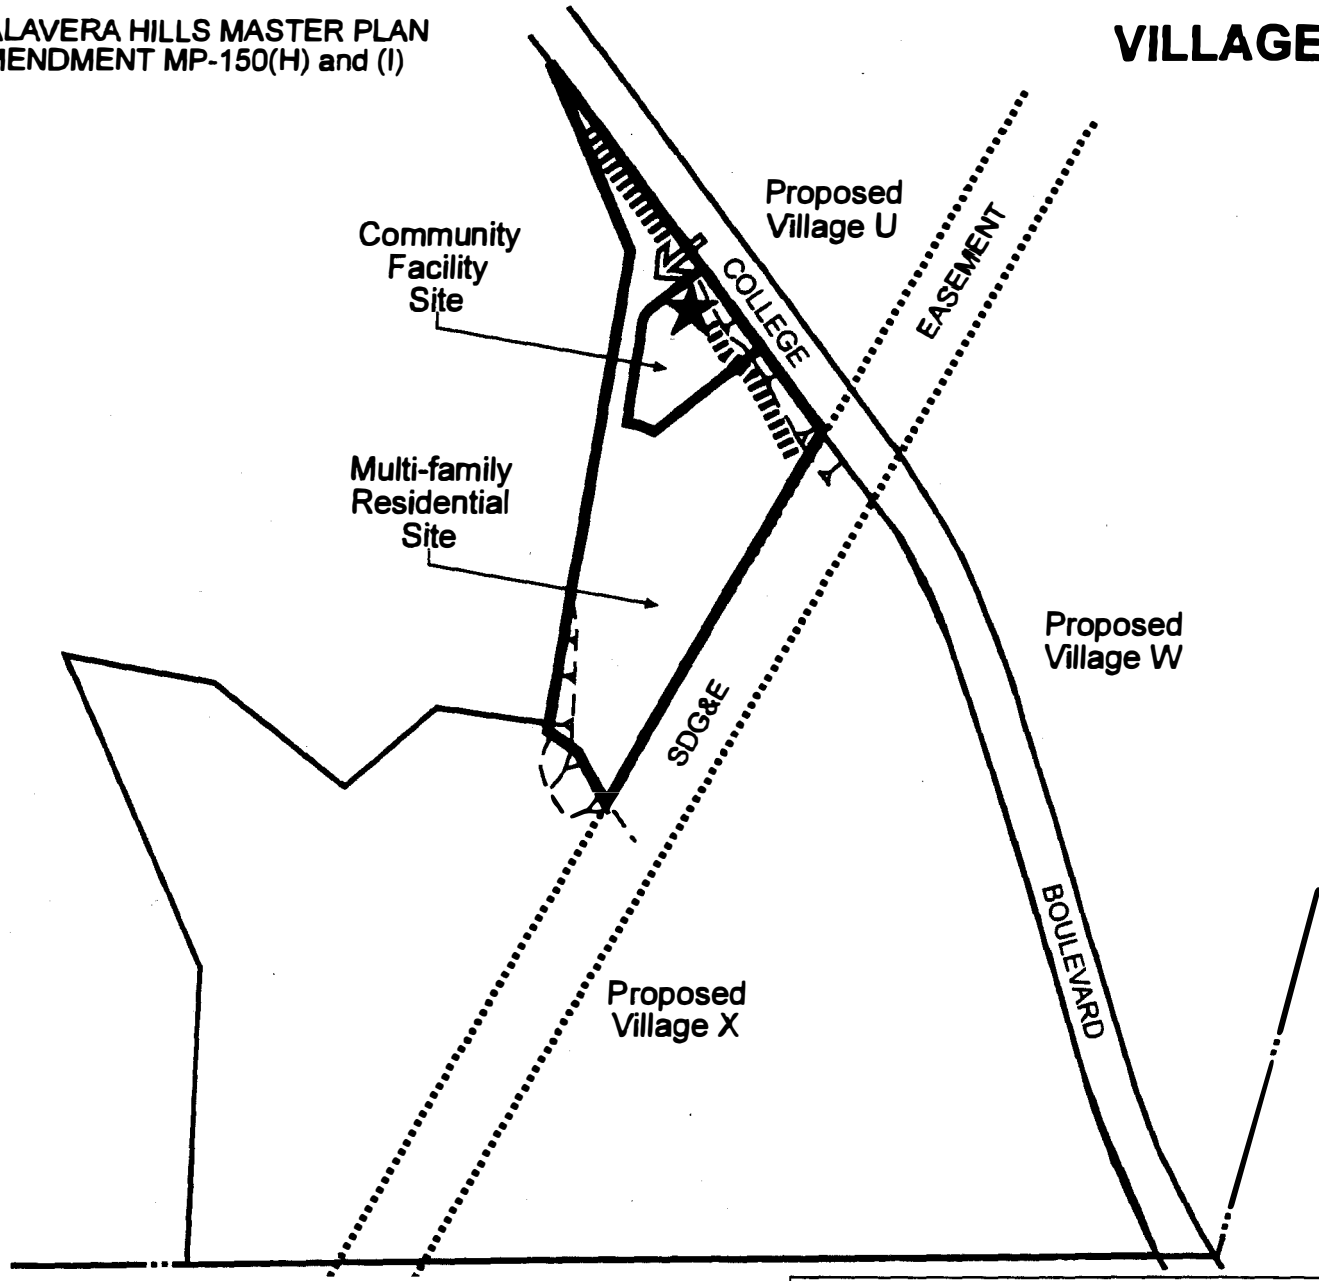 ALAVERA HILLS MASTER PLAN
MENDMENT MP-150(H) and (I)
VILLAGE
Proposed
Village U
EASEMENT
COLLEGE
Community
Facility
Site
Multi-family
Residential
Site
Proposed
Village W
SDG&E
BOULEVARD
Proposed
Village X